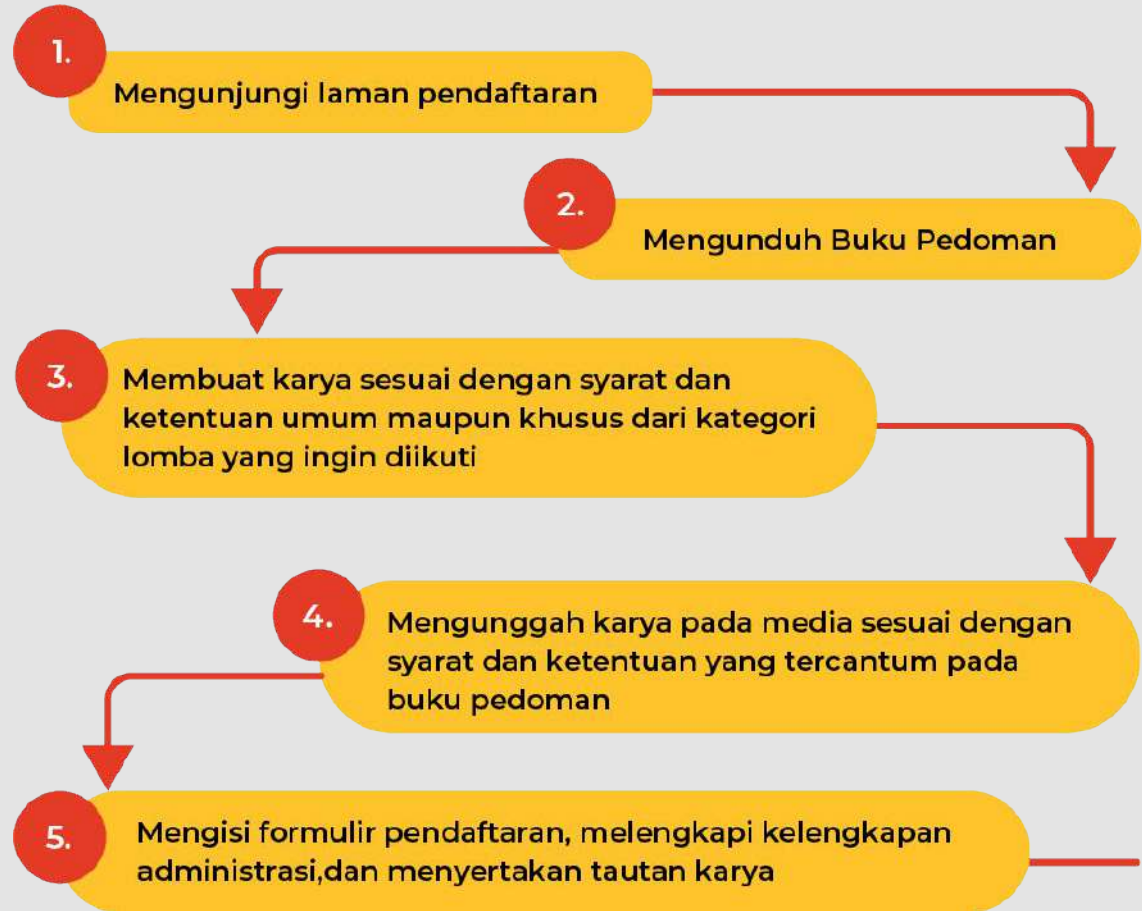 1.
Mengunjungi laman pendaftaran
2.
Mengunduh Buku Pedoman
3.
Membuat karya sesuai dengan syarat dan
ketentuan umum maupun khusus dari kategori
lomba yang ingin diikuti
4.
Mengunggah karya pada media sesuai dengan
syarat dan ketentuan yang tercantum pada
buku pedoman
5.
Mengisi formulir pendaftaran, melengkapi kelengkapan
administrasi,dan menyertakan tautan karya